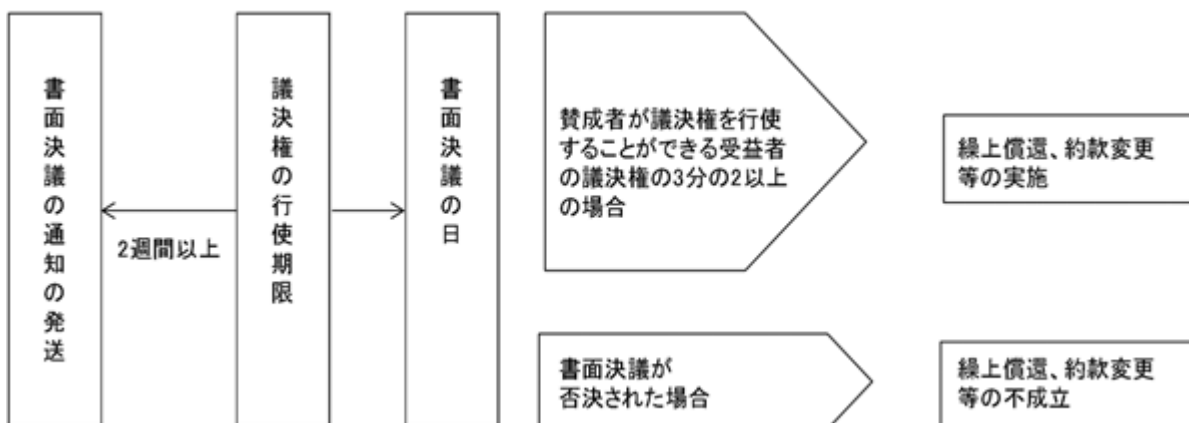 書面決議の通知の発送
2週間以上
議決権の行使期限
書面決議の日
賛成者が議決権を行使
することができる受益者
の議決権の3分の2以上
の場合
繰上償還、約款変更
等の実施
書面決議が
否決された場合
繰上償還、約款変更
等の不成立